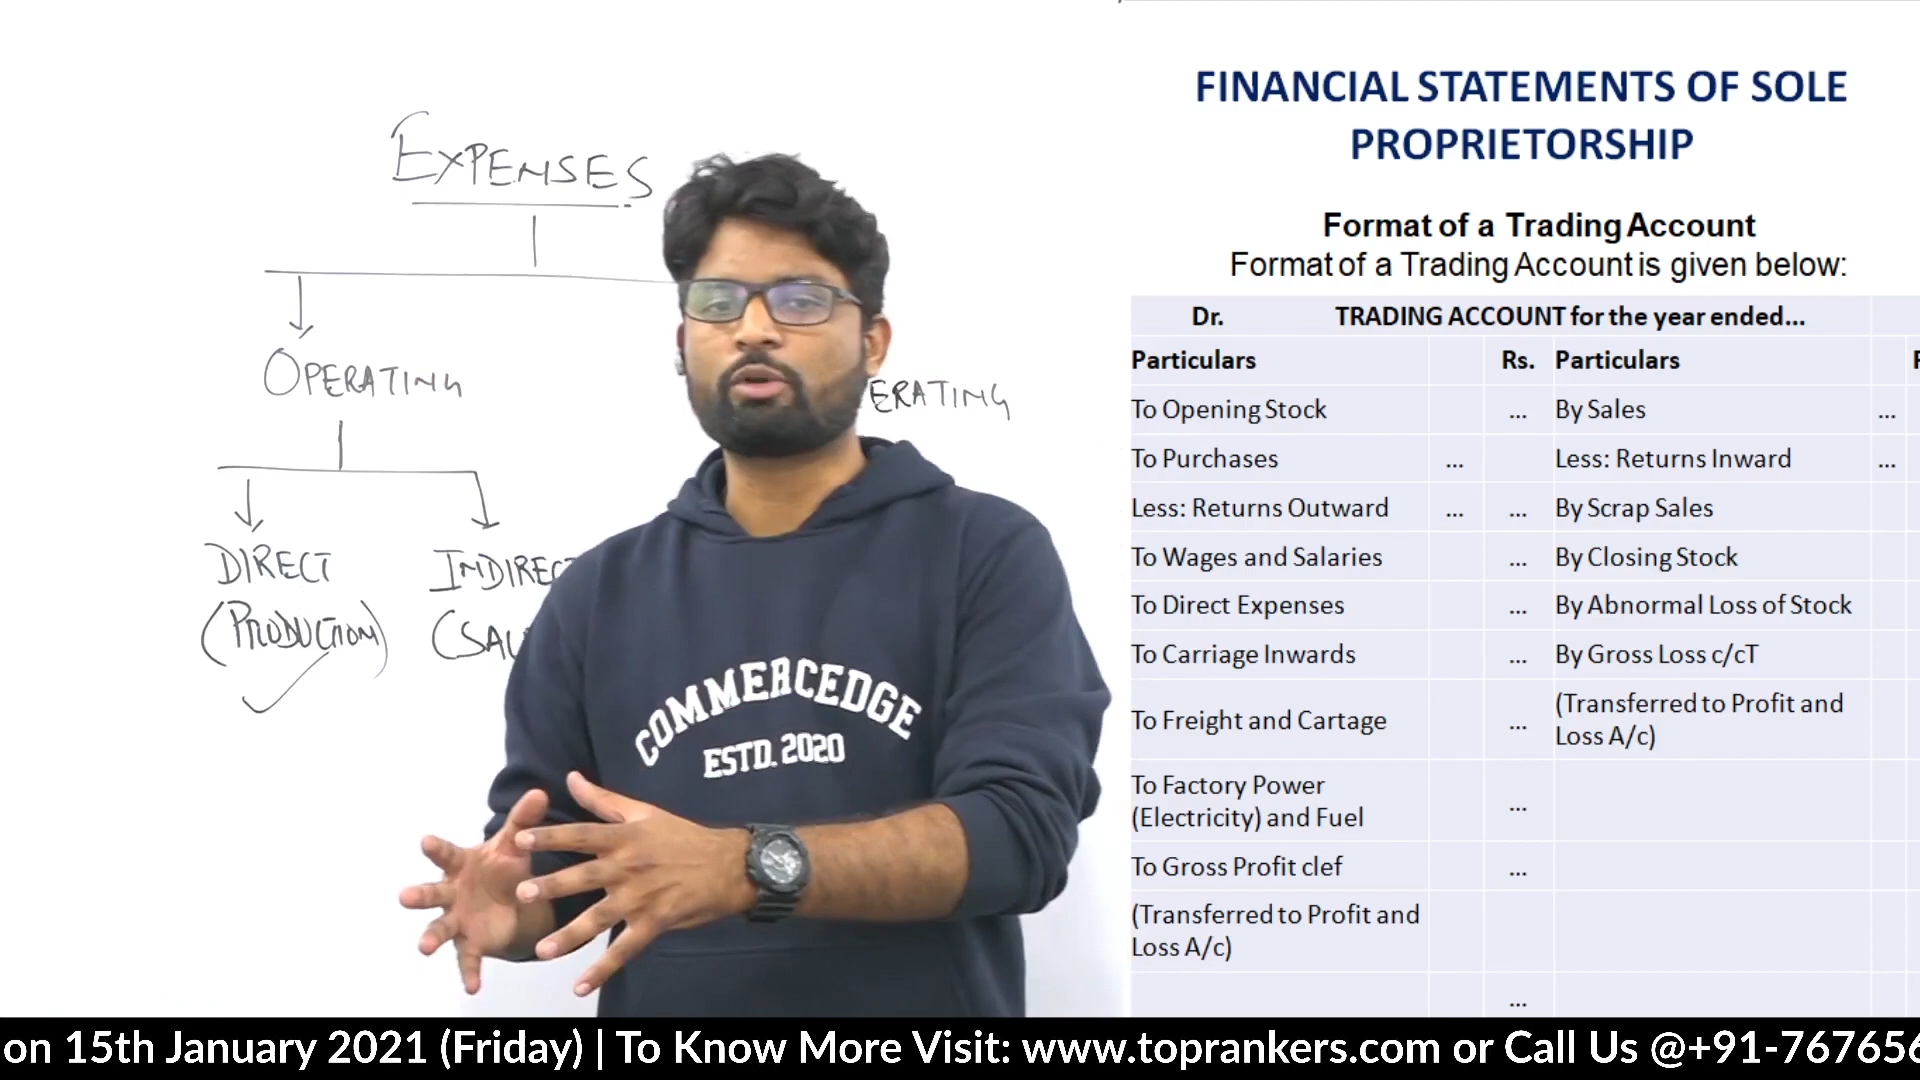 EXPENSES
OPERATING
ERATING
DIRECT
(PRODUCTION)
INDIREC
(SAL
COMMERCEDGE
ESTD. 2020
FINANCIAL STATEMENTS OF SOLE
PROPRIETORSHIP
Format of a Trading Account
Format of a Trading Account is given below:
Dr. TRADING ACCOUNT for the year ended...
Particulars Rs. Particulars
To Opening Stock ... By Sales ...
To Purchases ... Less: Returns Inward ...
Less: Returns Outward ... ... By Scrap Sales
To Wages and Salaries ... By Closing Stock
To Direct Expenses ... By Abnormal Loss of Stock
To Carriage Inwards ... By Gross Loss c/cT
To Freight and Cartage ... (Transferred to Profit and
Loss A/c)
To Factory Power
(Electricity) and Fuel ...
To Gross Profit clef ...
(Transferred to Profit and
Loss A/c)
...
on 15th January 2021 (Friday) | To Know More Visit: www.toprankers.com or Call Us @+91-767656